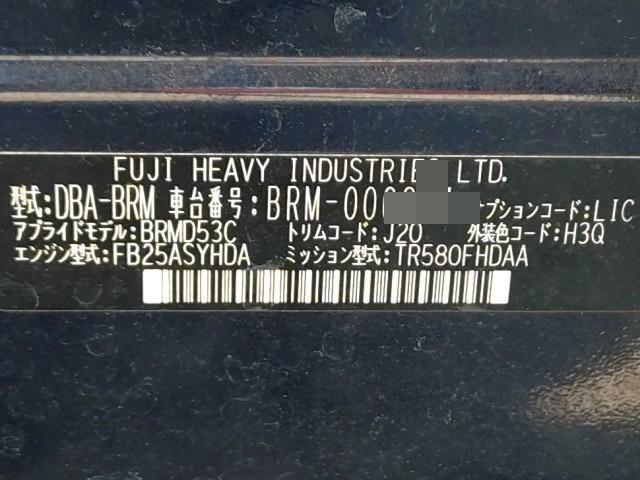 FUJI HEAVY INDUSTRIES LTD.
型式:DBA-BRM 車台番号:BRM-00 オプションコード:LIC
アプライドモデル:BRMD53C トリムコード:J20 外装色コード:H3Q
エンジン型式:FB25ASYHDA ミッション型式:TR580FHDAA